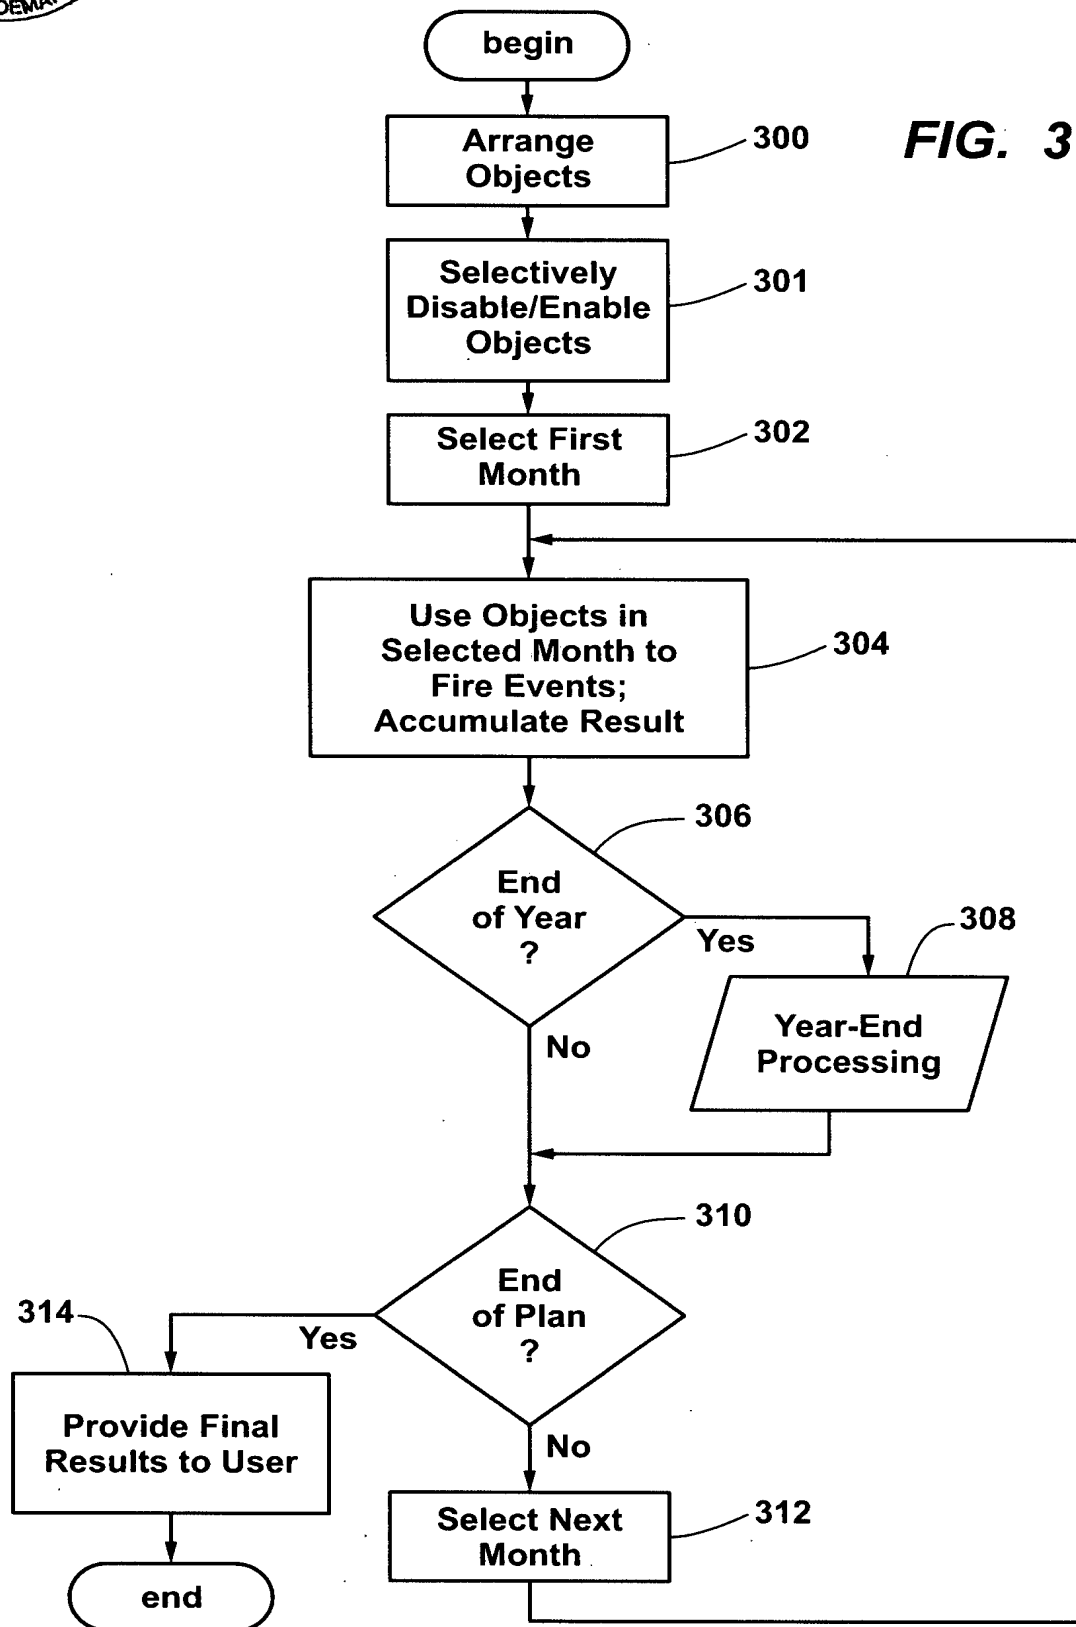 begin
FIG. 3
Arrange
Objects
300
Selectively
Disable/Enable
Objects
301
Select First
Month
302
Use Objects in
Selected Month to
Fire Events;
Accumulate Result
304
End
of Year
?
306
Yes
No
308
Year-End
Processing
End
of Plan
?
310
Yes
No
314
Provide Final
Results to User
Select Next
Month
312
end